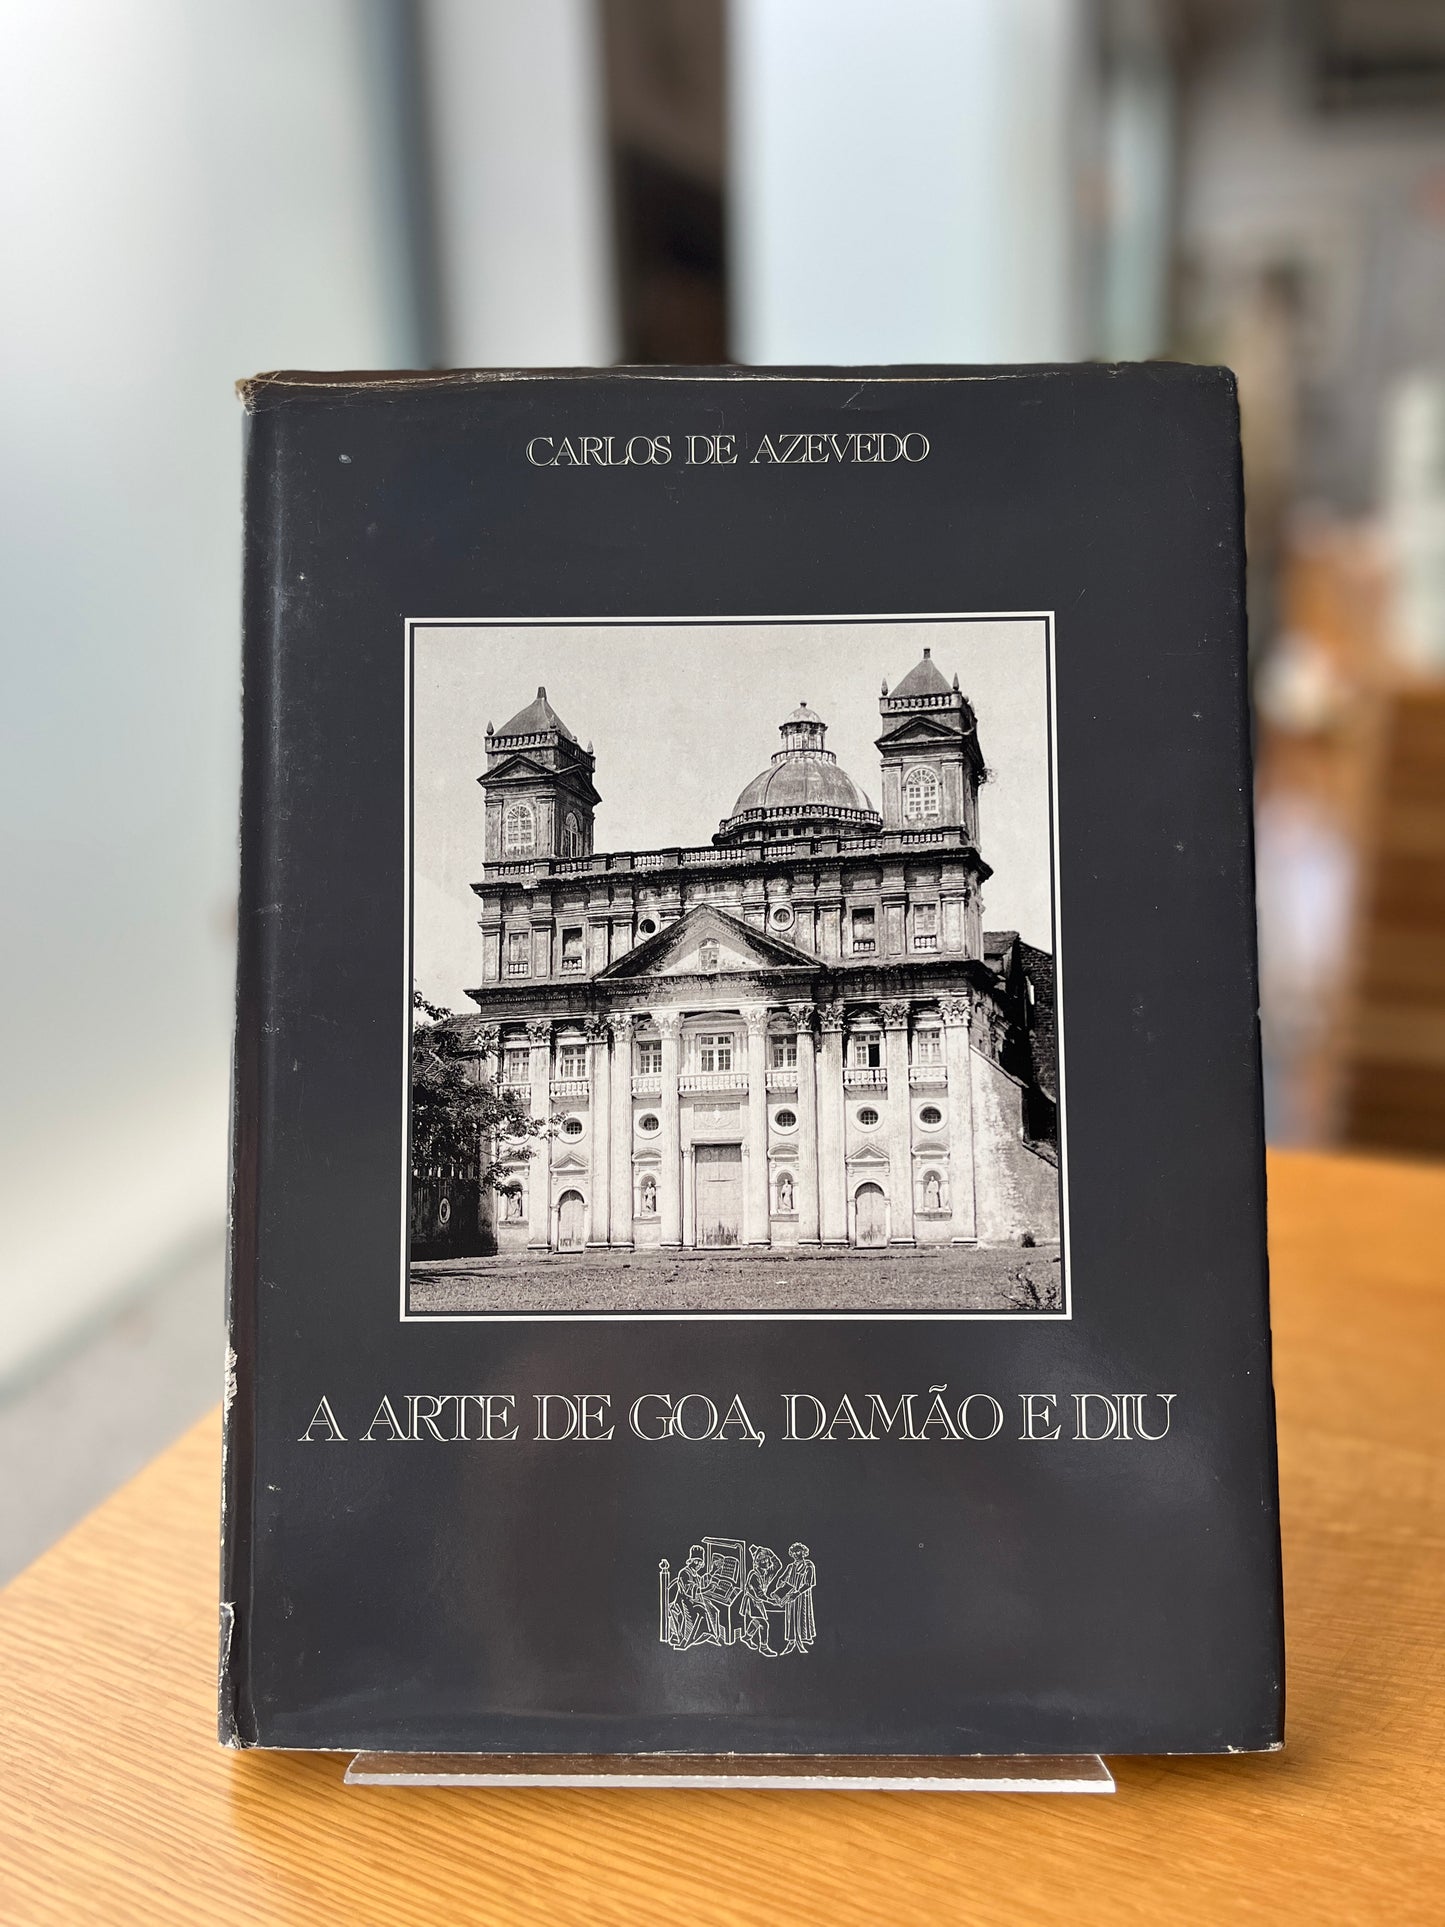 CARLOS DE AZEVEDO
A ARTE DE GOA, DAMÃO E DIU